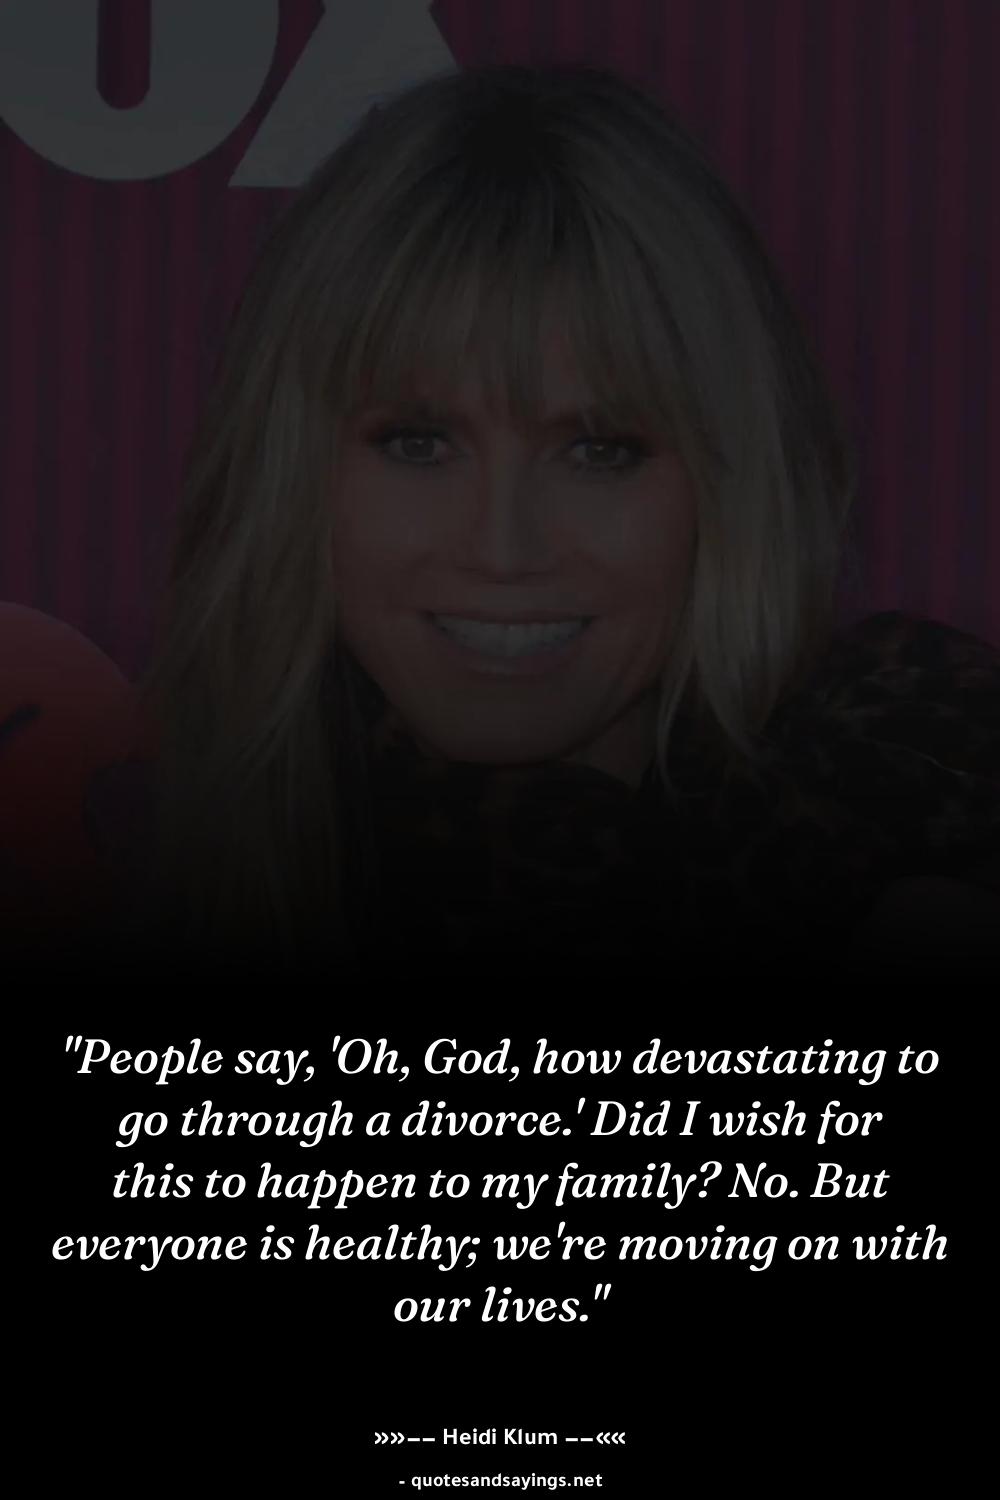 OX
"People say, 'Oh, God, how devastating to
go through a divorce.' Did I wish for
this to happen to my family? No. But
everyone is healthy; we're moving on with
our lives."
»»−− Heidi Klum −−««
- quotesandsayings.net